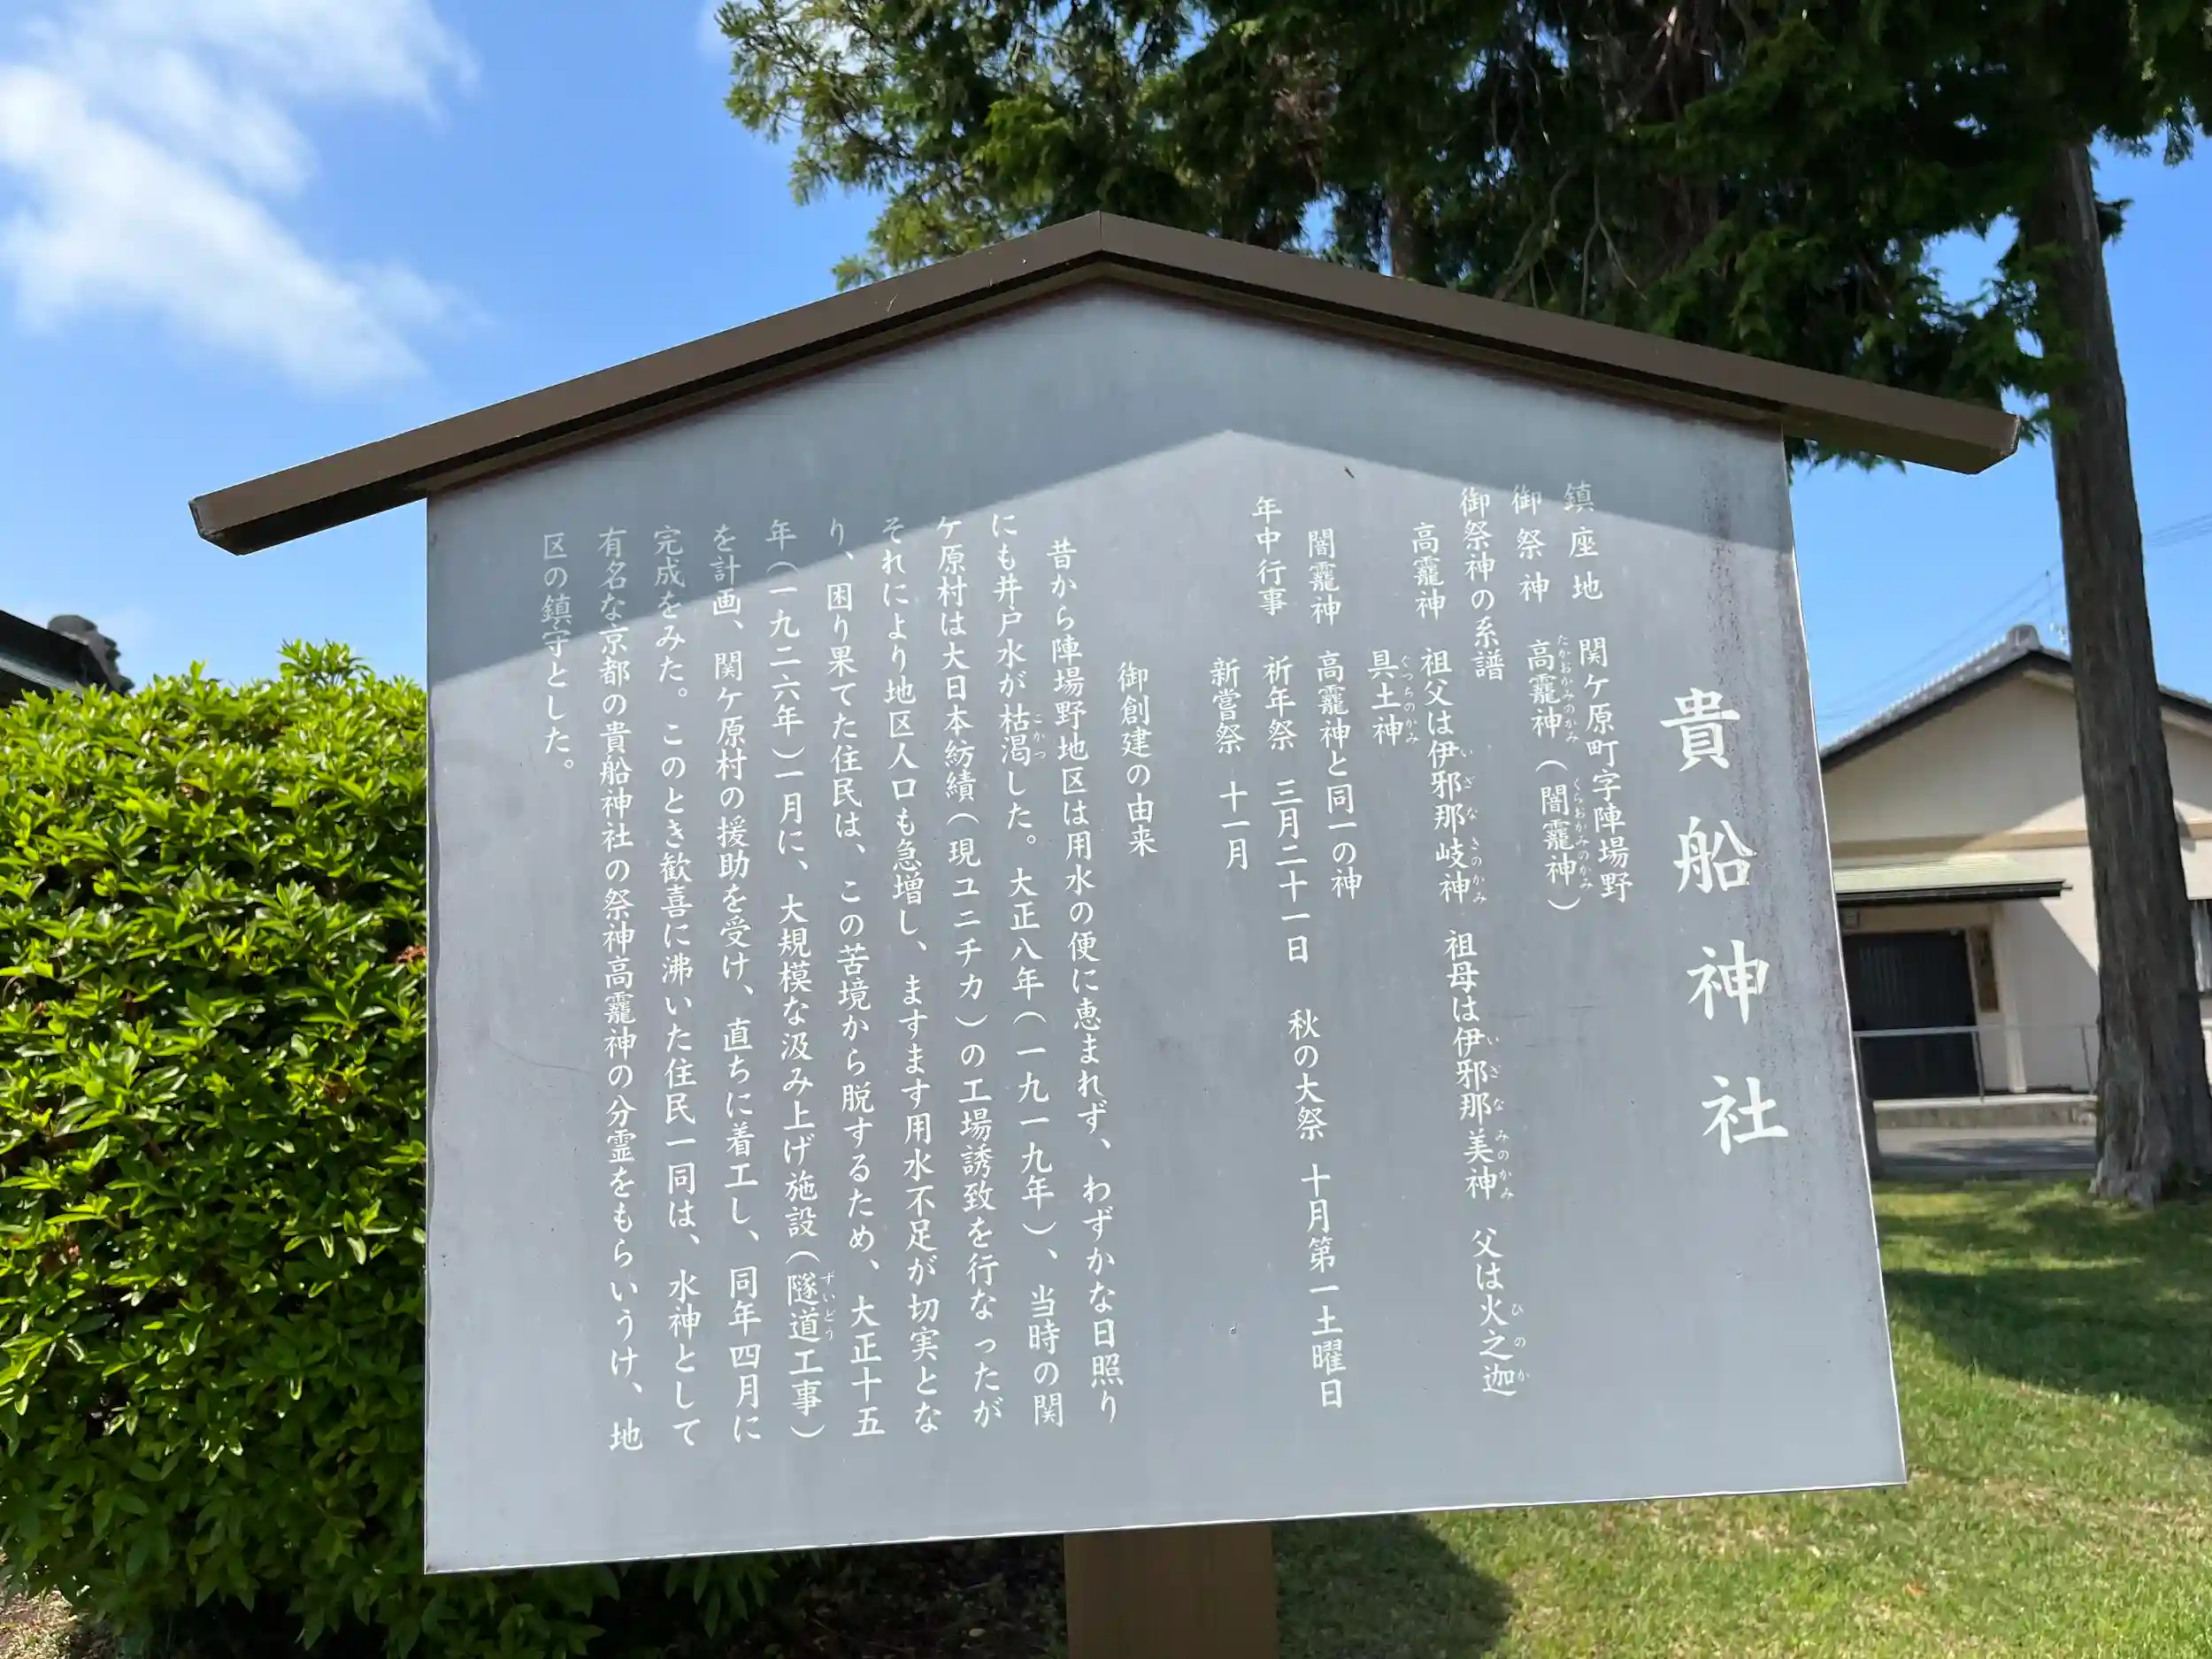 貴船神社
鎮座地　関ケ原町字陣場野
御祭神　高龗神（闇龗神）
御祭神の系譜
高龗神　祖父は伊邪那岐神　祖母は伊邪那美神　父は火之迦
具土神
闇龗神　高龗神と同一の神
年中行事　祈年祭　三月二十一日　秋の大祭　十月第一土曜日
新嘗祭　十一月
御創建の由来
昔から陣場野地区は用水の便に恵まれず、わずかな日照り
にも井戸水が枯渇した。大正八年（一九一九年）、当時の関
ケ原村は大日本紡績（現ユニチカ）の工場誘致を行なったが
それにより地区人口も急増し、ますます用水不足が切実とな
り、困り果てた住民は、この苦境から脱するため、大正十五
年（一九二六年）一月に、大規模な汲み上げ施設（隧道工事）
を計画、関ケ原村の援助を受け、直ちに着工し、同年四月に
完成をみた。このとき歓喜に沸いた住民一同は、水神として
有名な京都の貴船神社の祭神高龗神の分霊をもらいうけ、地
区の鎮守とした。